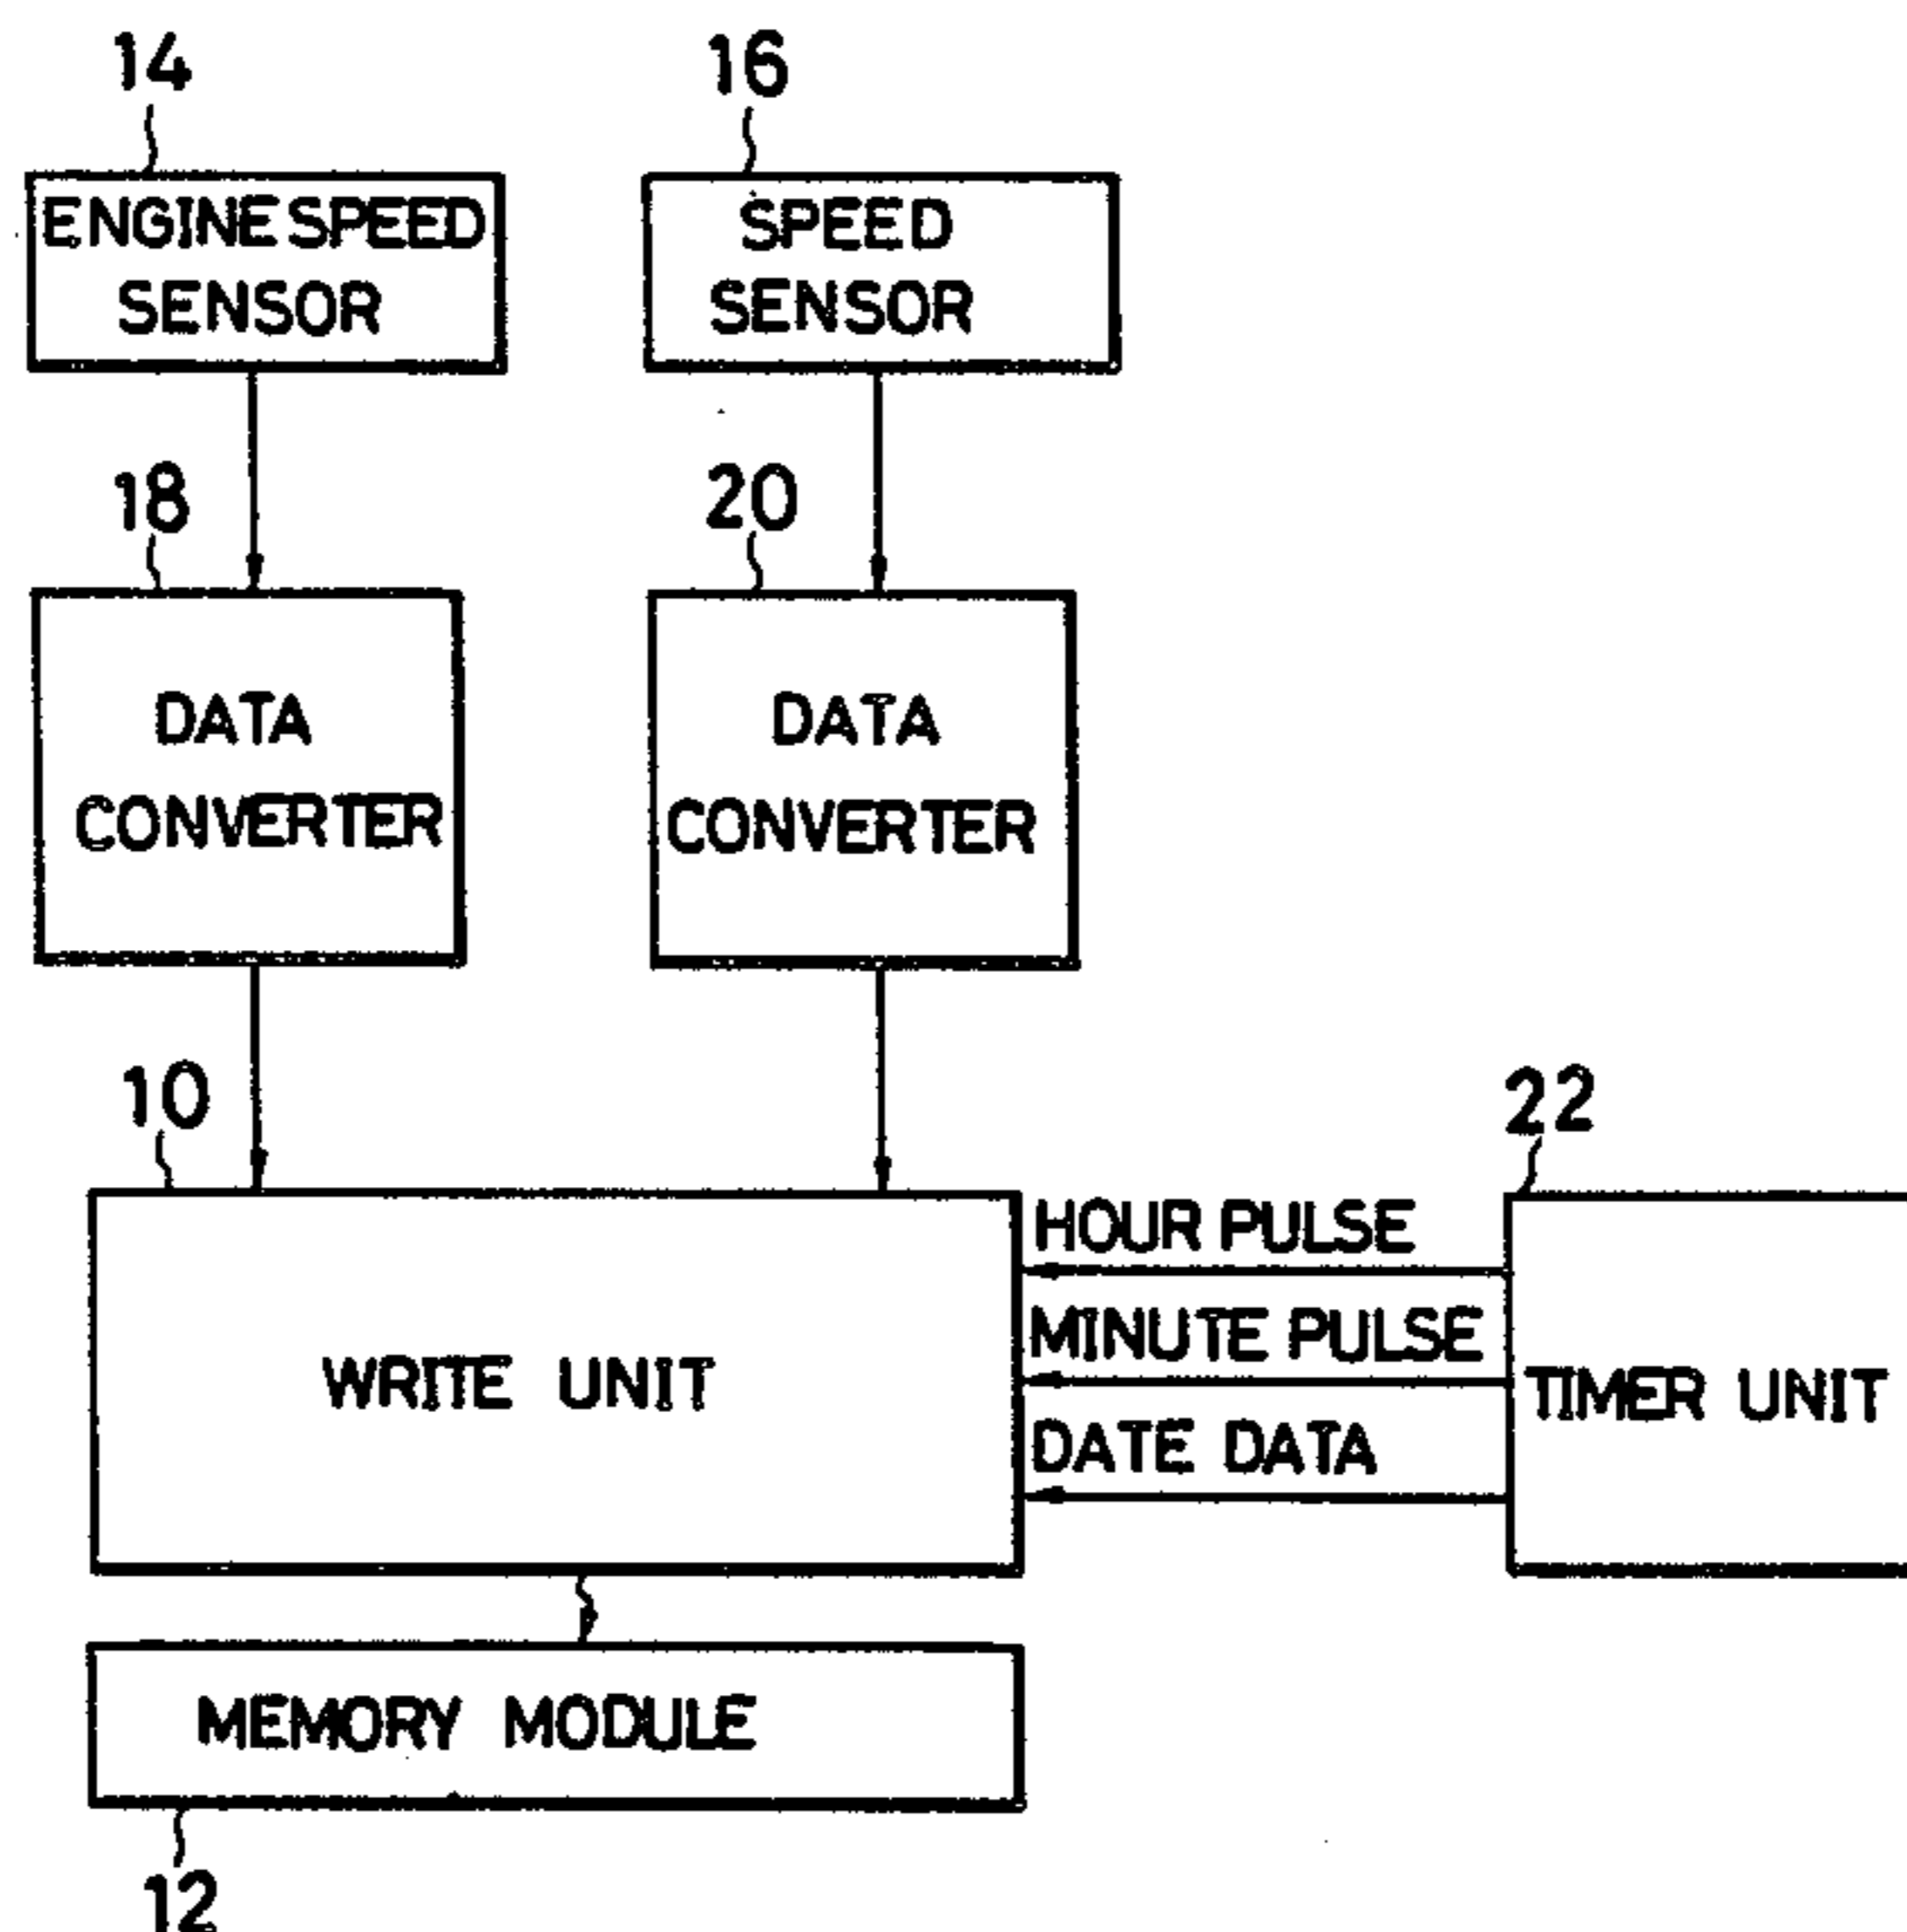 14
16
ENGINE SPEED
SENSOR
SPEED
SENSOR
18
20
DATA
CONVERTER
DATA
CONVERTER
10
22
HOUR PULSE
MINUTE PULSE
DATE DATA
WRITE UNIT
TIMER UNIT
MEMORY MODULE
12